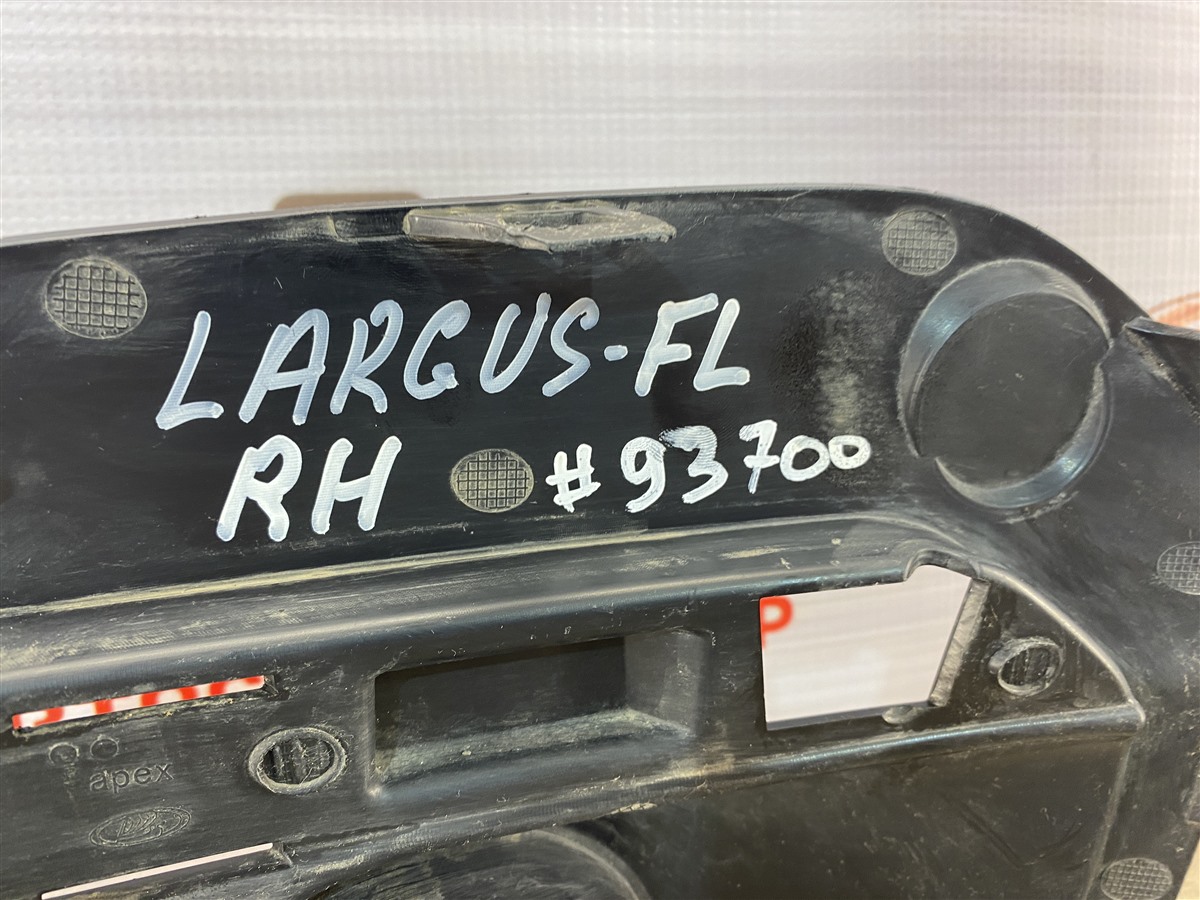 LARGUS-FL
RH #93700
P
apex